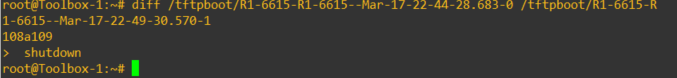 root@Toolbox-1:~# diff /tftpboot/R1-6615-R1-6615--Mar-17-22-44-28.683-0 /tftpboot/R1-6615-R
1-6615--Mar-17-22-49-30.570-1
108a109
>  shutdown
root@Toolbox-1:~#